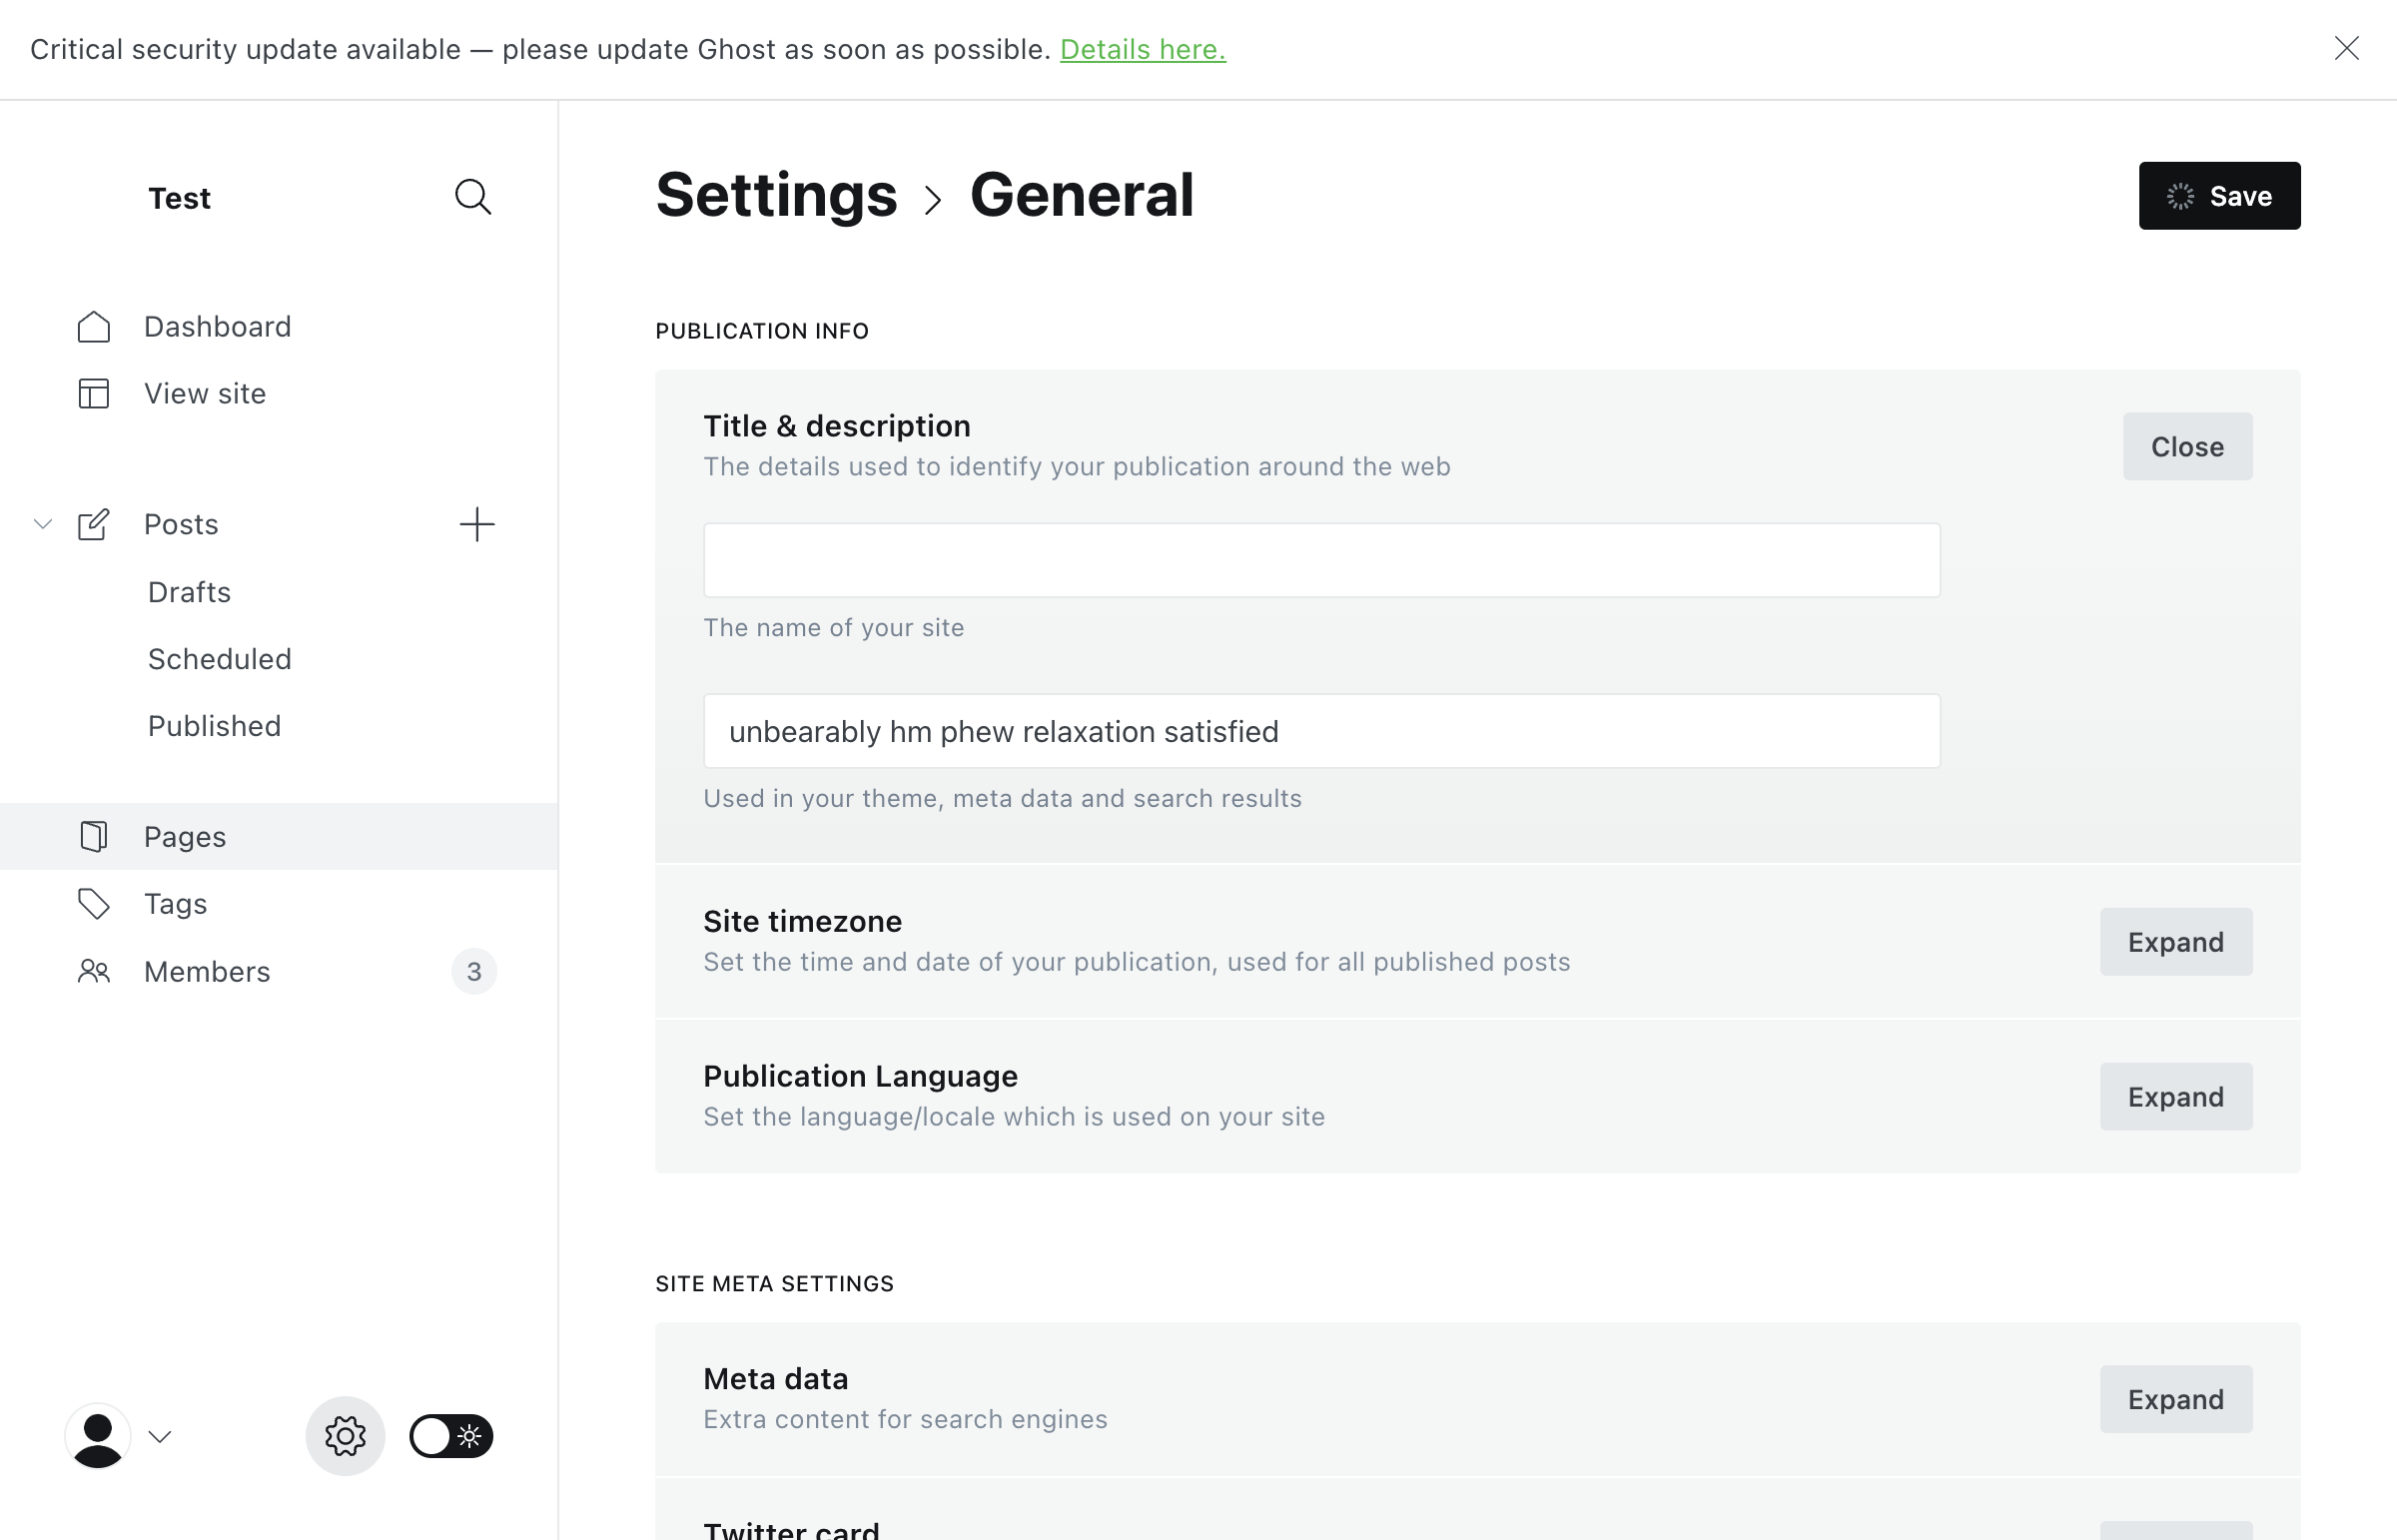 Critical security update available — please update Ghost as soon as possible. Details here.
Test
Dashboard
View site
Posts
Drafts
Scheduled
Published
Pages
Tags
Members
3
Settings > General
Save
PUBLICATION INFO
Title & description
The details used to identify your publication around the web
Close
The name of your site
unbearably hm phew relaxation satisfied
Used in your theme, meta data and search results
Site timezone
Set the time and date of your publication, used for all published posts
Expand
Publication Language
Set the language/locale which is used on your site
Expand
SITE META SETTINGS
Meta data
Extra content for search engines
Expand
Twitter card